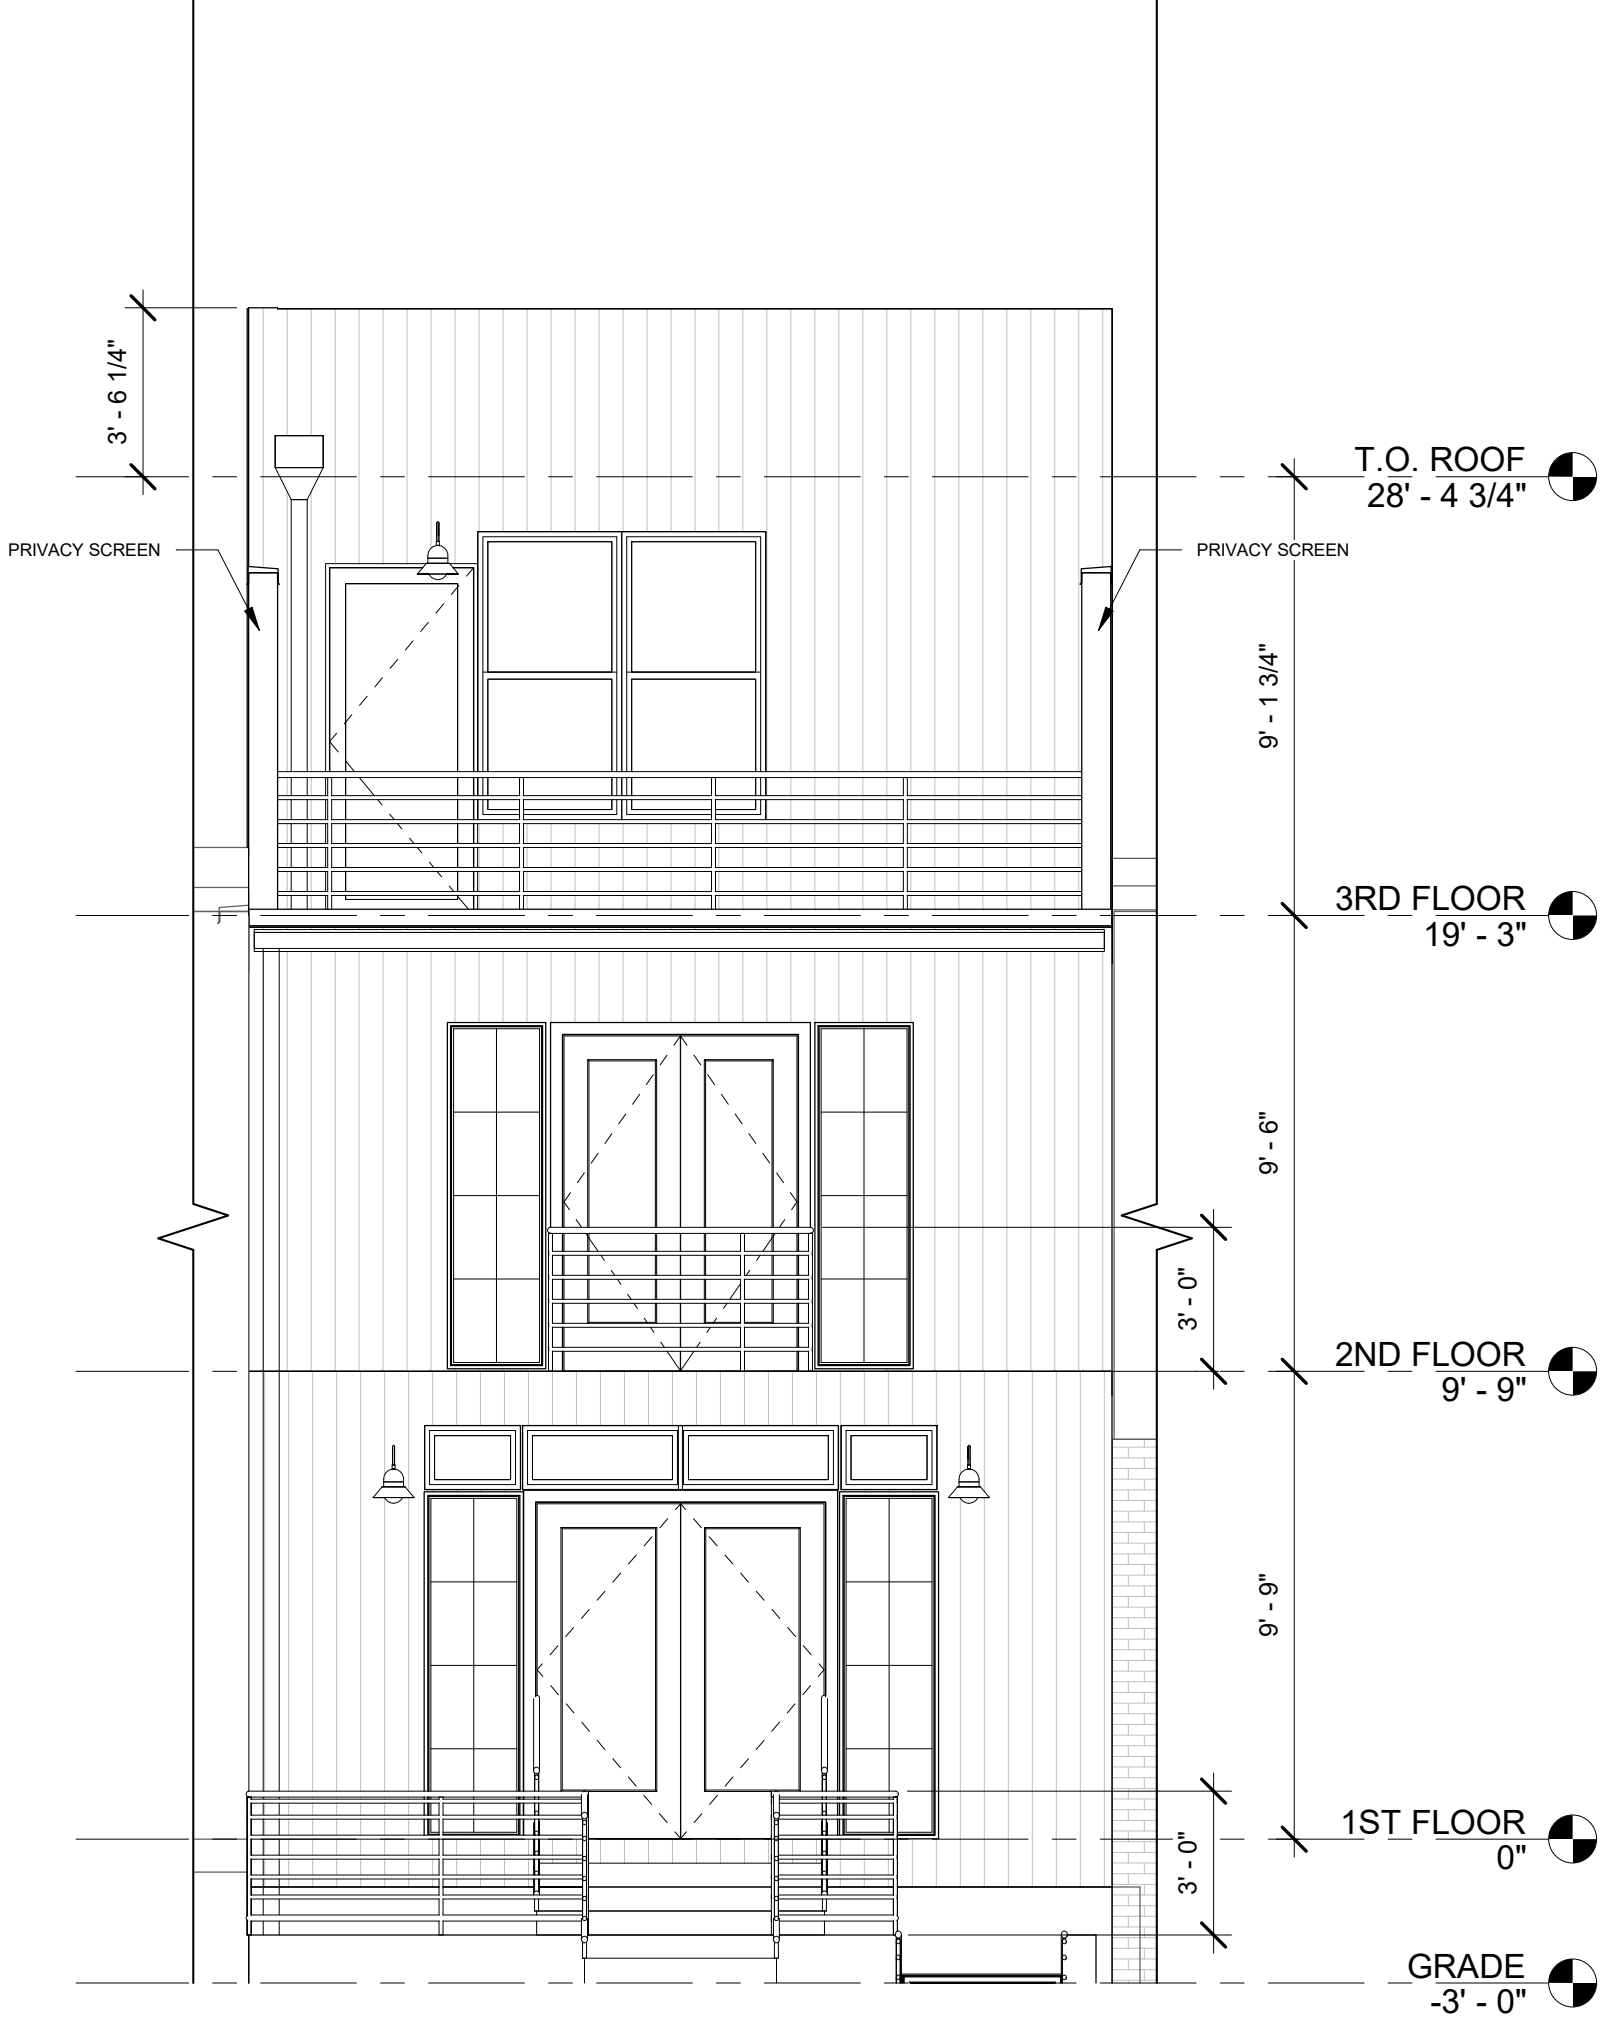 3' - 6 1/4"
T.O. ROOF
28' - 4 3/4"
PRIVACY SCREEN
PRIVACY SCREEN
9' - 1 3/4"
3RD FLOOR
19' - 3"
9' - 6"
3' - 0"
2ND FLOOR
9' - 9"
9' - 9"
1ST FLOOR
0"
3' - 0"
GRADE
-3' - 0"